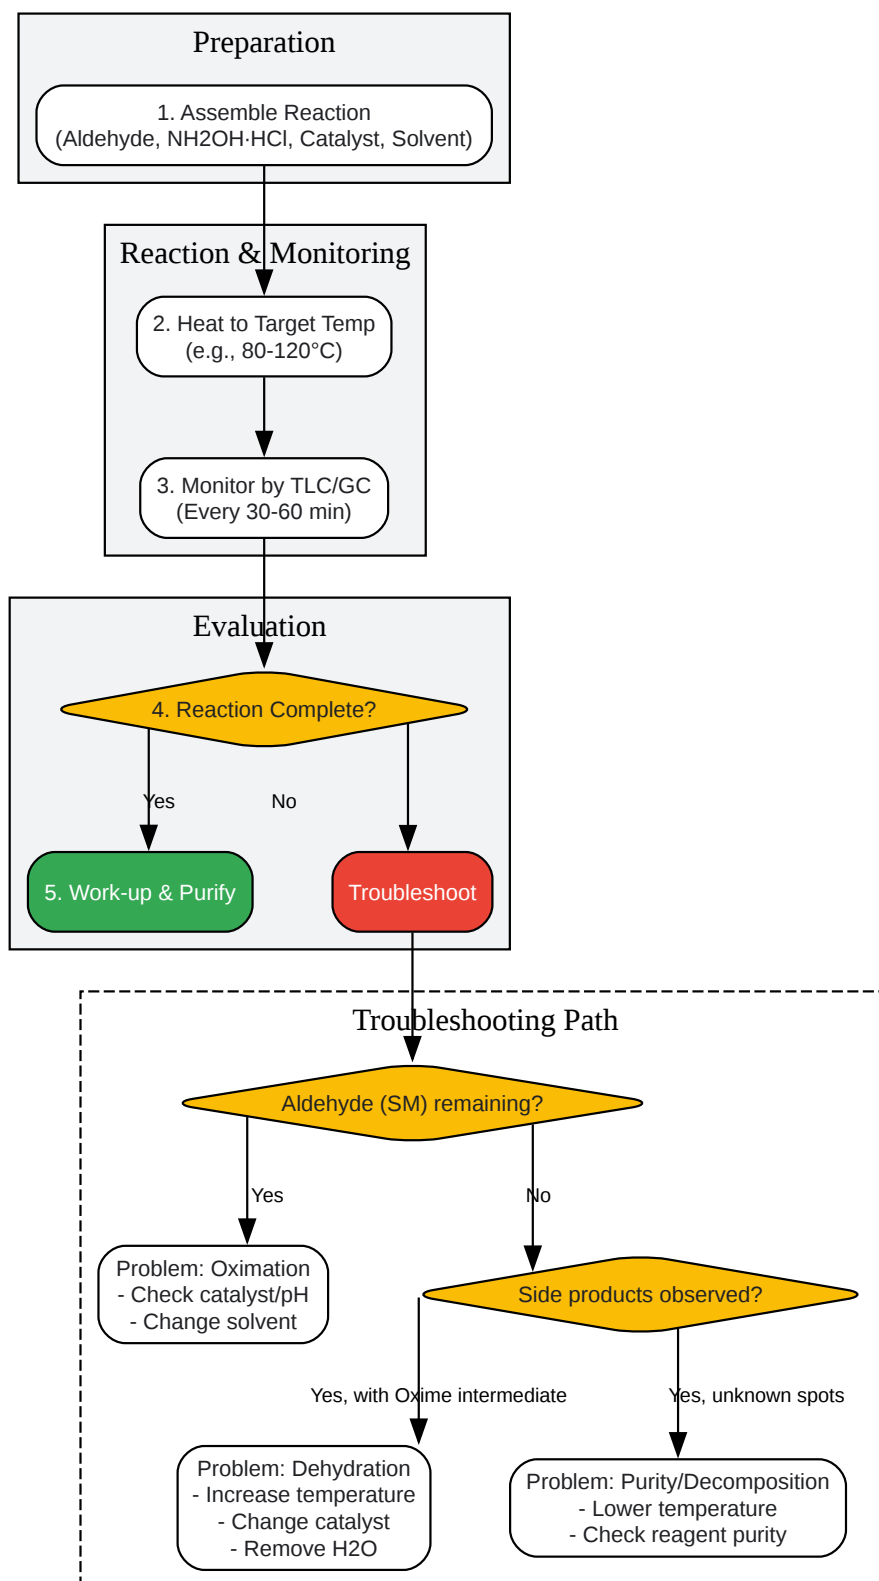 Preparation
1. Assemble Reaction
(Aldehyde, NH2OH·HCl, Catalyst, Solvent)
Reaction & Monitoring
2. Heat to Target Temp
(e.g., 80-120°C)
3. Monitor by TLC/GC
(Every 30-60 min)
Evaluation
4. Reaction Complete?
Yes
No
5. Work-up & Purify
Troubleshoot
Troubleshooting Path
Aldehyde (SM) remaining?
Yes
No
Problem: Oximation
- Check catalyst/pH
- Change solvent
Side products observed?
Yes, with Oxime intermediate
Yes, unknown spots
Problem: Dehydration
- Increase temperature
- Change catalyst
- Remove H2O
Problem: Purity/Decomposition
- Lower temperature
- Check reagent purity